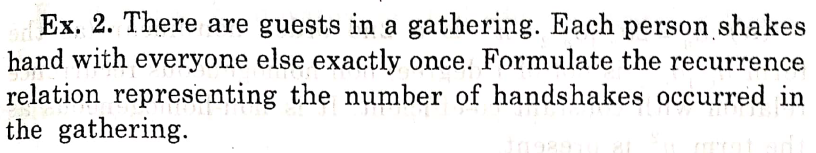 Ex. 2. There are guests in a gathering. Each person shakes
hand with everyone else exactly once. Formulate the recurrence
relation representing the number of handshakes occurred in
the gathering.